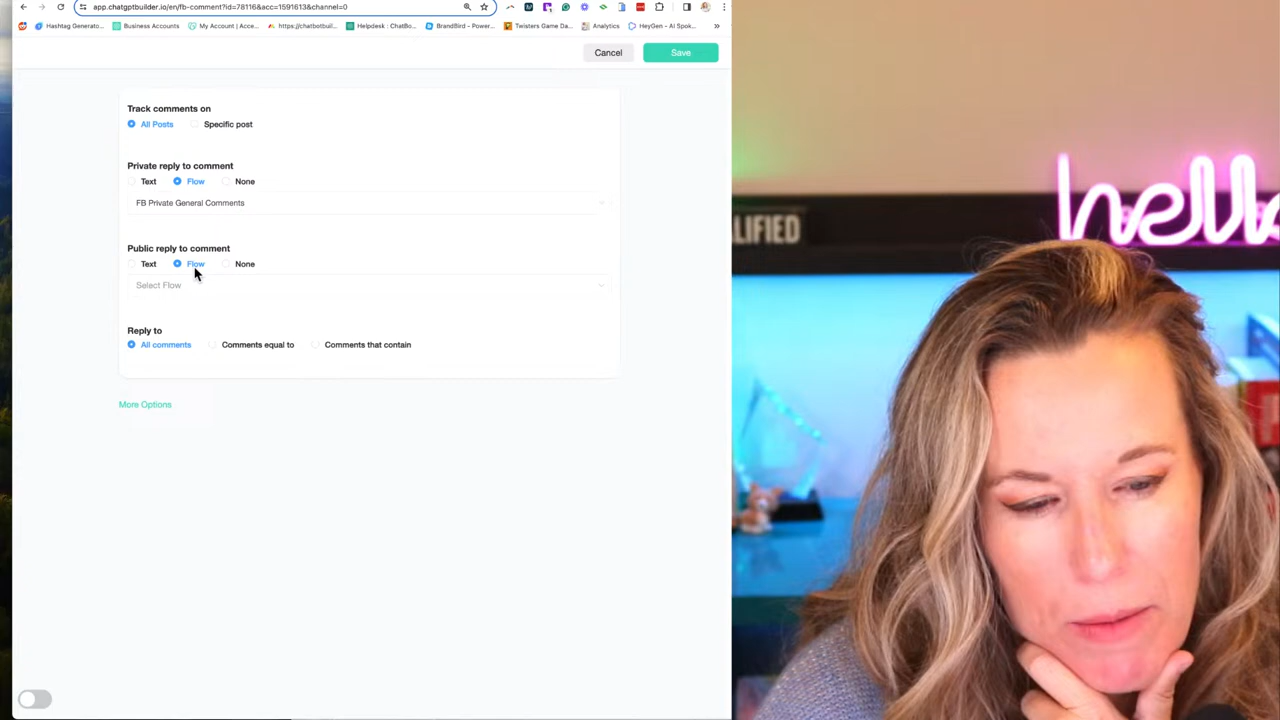 app.chatgptbuilder.io/en/fb-comment?id=78116&acc=1591613&channel=0
Hashtag Generato... Business Accounts My Account | Acce... https://chatbotbuil... Helpdesk : ChatBo... BrandBird – Power... Twisters Game Da... Analytics HeyGen - AI Spok... »
Cancel Save
Track comments on
All Posts Specific post
Private reply to comment
Text Flow None
FB Private General Comments
Public reply to comment
Text Flow None
Select Flow
Reply to
All comments Comments equal to Comments that contain
More Options
hello
LIFIED